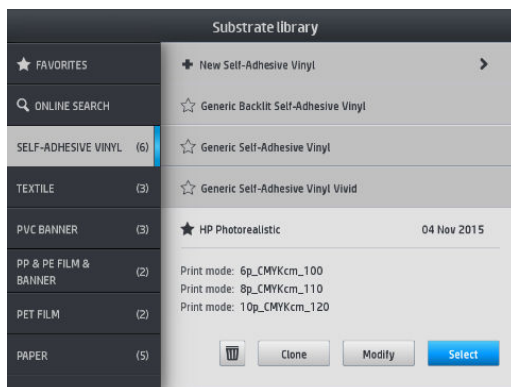 Substrate library
FAVORITES
ONLINE SEARCH
SELF-ADHESIVE VINYL (6)
TEXTILE (3)
PVC BANNER (3)
PP & PE FILM &
BANNER (2)
PET FILM (2)
PAPER (5)
New Self-Adhesive Vinyl
Generic Backlit Self-Adhesive Vinyl
Generic Self-Adhesive Vinyl
Generic Self-Adhesive Vinyl Vivid
HP Photorealistic 04 Nov 2015
Print mode: 6p_CMYKcm_100
Print mode: 8p_CMYKcm_110
Print mode: 10p_CMYKcm_120
Clone Modify Select